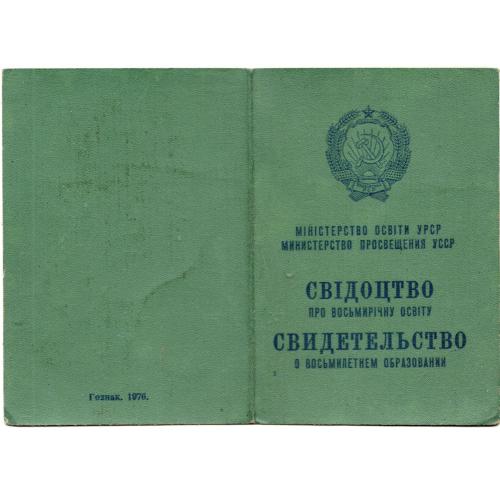 МІНІСТЕРСТВО ОСВІТИ УРСР
МИНИСТЕРСТВО ПРОСВЕЩЕНИЯ УССР
СВІДОЦТВО
ПРО ВОСЬМИРІЧНУ ОСВІТУ
СВИДЕТЕЛЬСТВО
О ВОСЬМИЛЕТНЕМ ОБРАЗОВАНИИ
Гознак. 1976.